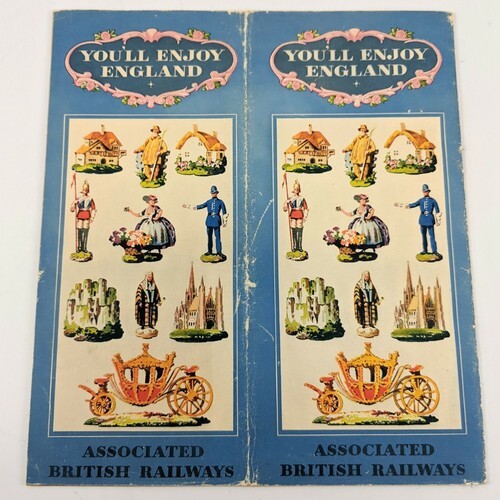 YOU'LL ENJOY
ENGLAND
ASSOCIATED
BRITISH RAILWAYS
YOU'LL ENJOY
ENGLAND
ASSOCIATED
BRITISH RAILWAYS